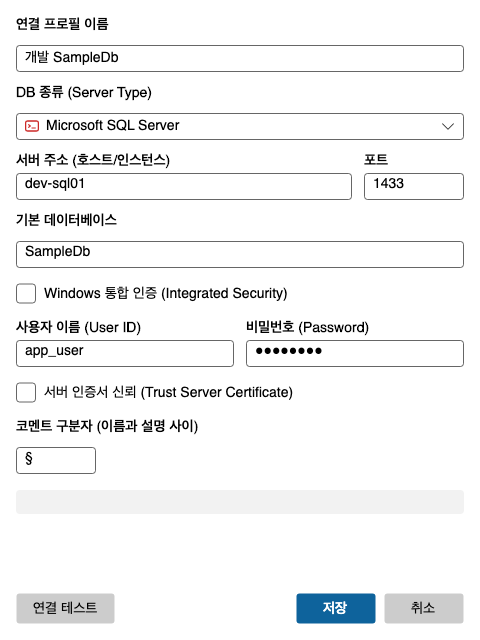 연결 프로필 이름
개발 SampleDb
DB 종류 (Server Type)
Microsoft SQL Server
서버 주소 (호스트/인스턴스) 포트
dev-sql01 1433
기본 데이터베이스
SampleDb
Windows 통합 인증 (Integrated Security)
사용자 이름 (User ID) 비밀번호 (Password)
app_user ●●●●●●●●
서버 인증서 신뢰 (Trust Server Certificate)
코멘트 구분자 (이름과 설명 사이)
§
연결 테스트 저장 취소